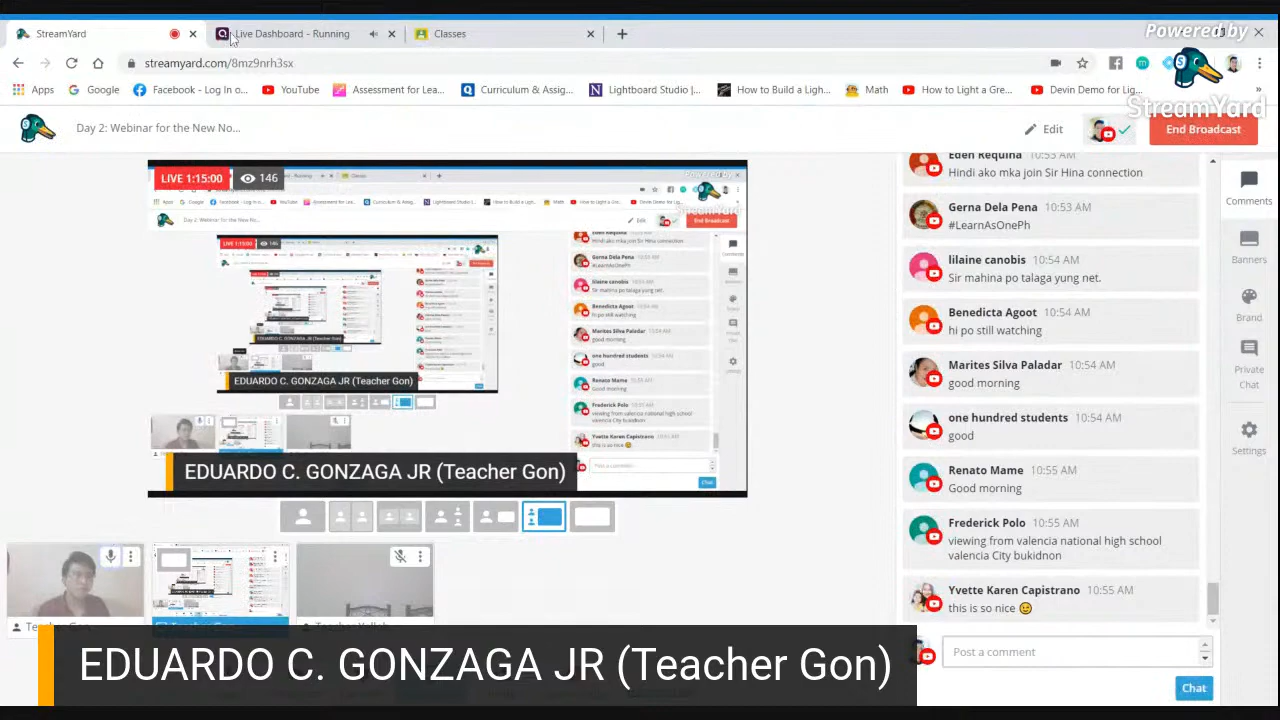 StreamYard
Live Dashboard - Running
Classes
Powered by
streamyard.com/8mz9nrh3sx
Apps
Google
Facebook - Log In o...
YouTube
Assessment for Lea...
Curriculum & Assig...
Lightboard Studio |...
How to Build a Ligh...
Math
How to Light a Gre...
Devin Demo for Lig...
StreamYard
Day 2: Webinar for the New No...
Edit
End Broadcast
LIVE 1:15:00
146
EDUARDO C. GONZAGA JR (Teacher Gon)
EDUARDO C. GONZAGA JR (Teacher Gon)
Eden Requina 10:53 AM
Hindi ako mka join Sir Hina connection
Gerna Dela Pena 10:53 AM
#LearnAsOnePh
lilaine canobis 10:54 AM
Sir mahina po talaga yung net.
Benedicta Agoot 10:54 AM
hi po still watching
Marites Silva Paladar 10:54 AM
good morning
one hundred students 10:54 AM
good
Renato Mame 10:55 AM
Good morning
Frederick Polo 10:55 AM
viewing from valencia national high school
valencia City bukidnon
Yvette Karen Capistrano 10:55 AM
this is so nice
Post a comment
Chat
Comments
Banners
Brand
Private
Chat
Settings
EDUARDO C. GONZAGA JR (Teacher Gon)